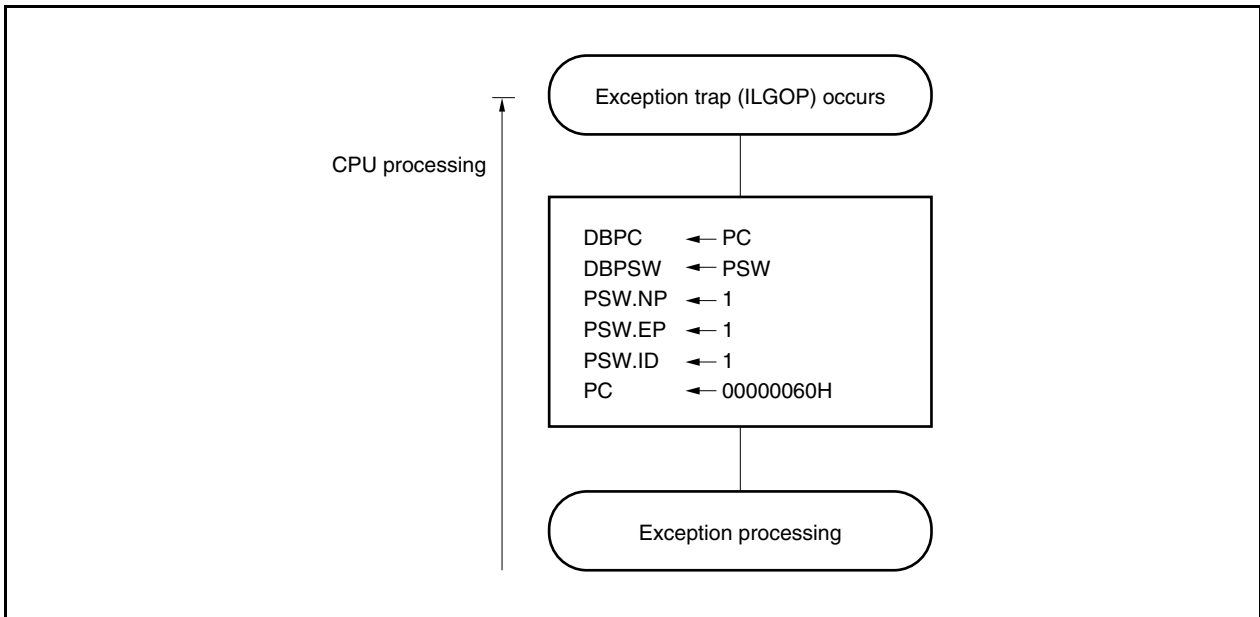 Exception trap (ILGOP) occurs
CPU processing
DBPC ← PC
DBPSW ← PSW
PSW.NP ← 1
PSW.EP ← 1
PSW.ID ← 1
PC ← 00000060H
Exception processing